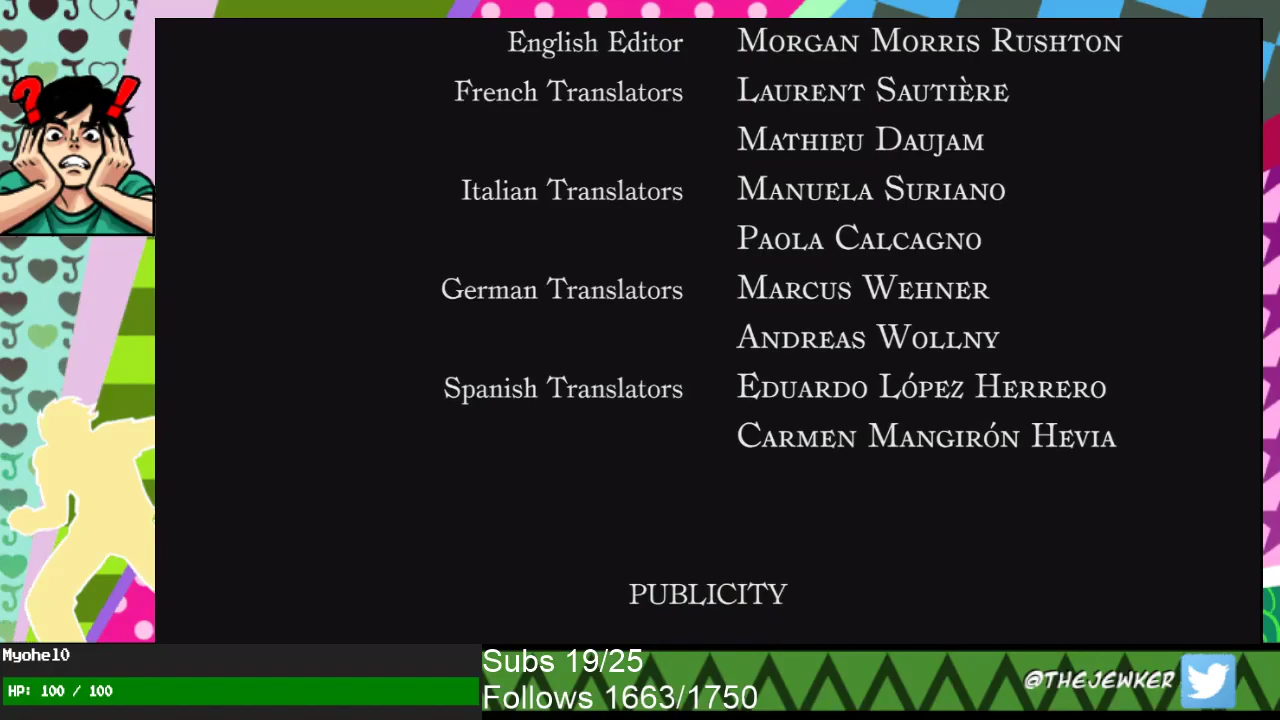 English Editor MORGAN MORRIS RUSHTON
French Translators LAURENT SAUTIÈRE
MATHIEU DAUJAM
Italian Translators MANUELA SURIANO
PAOLA CALCAGNO
German Translators MARCUS WEHNER
ANDREAS WOLLNY
Spanish Translators EDUARDO LÓPEZ HERRERO
CARMEN MANGIRÓN HEVIA
PUBLICITY
Myohel0
HP: 100 / 100
Subs 19/25
Follows 1663/1750
@THEJEWKER